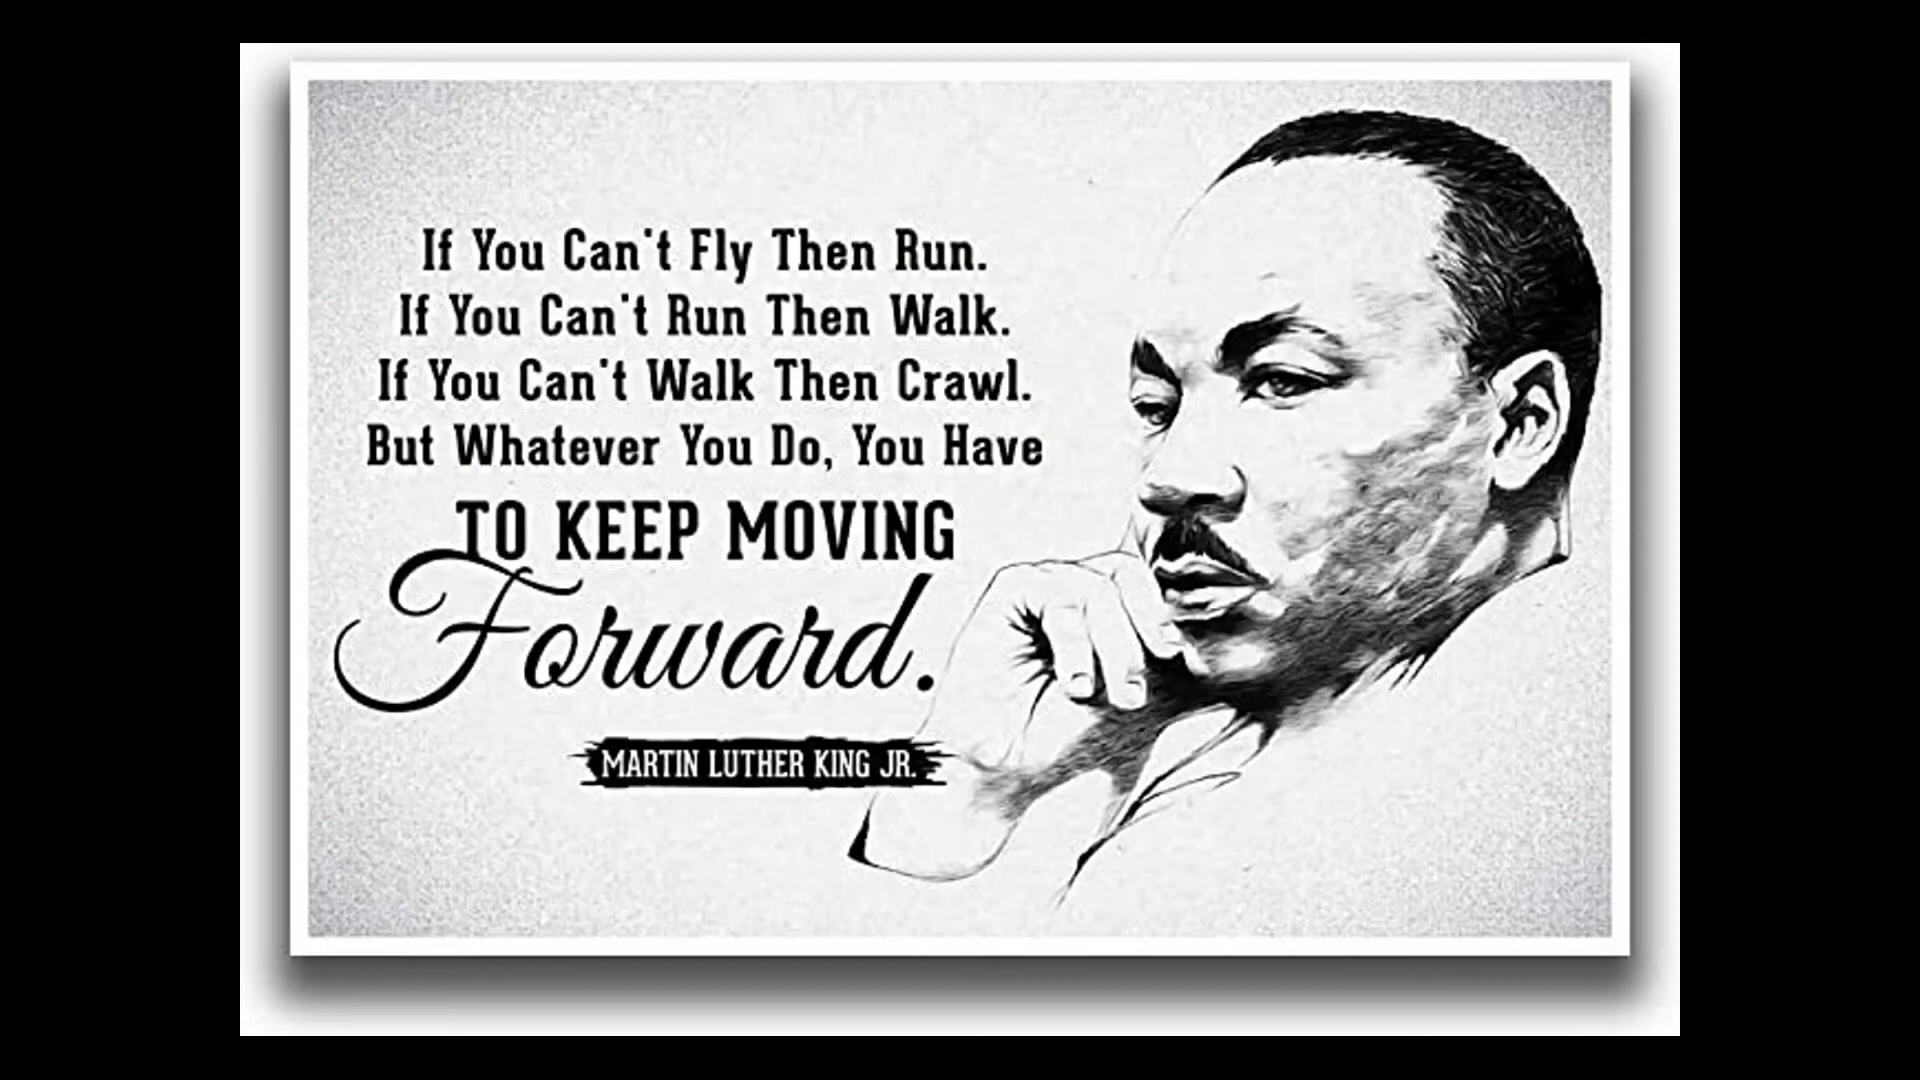 If You Can't Fly Then Run.
If You Can't Run Then Walk.
If You Can't Walk Then Crawl.
But Whatever You Do, You Have
TO KEEP MOVING
Forward.
MARTIN LUTHER KING JR.